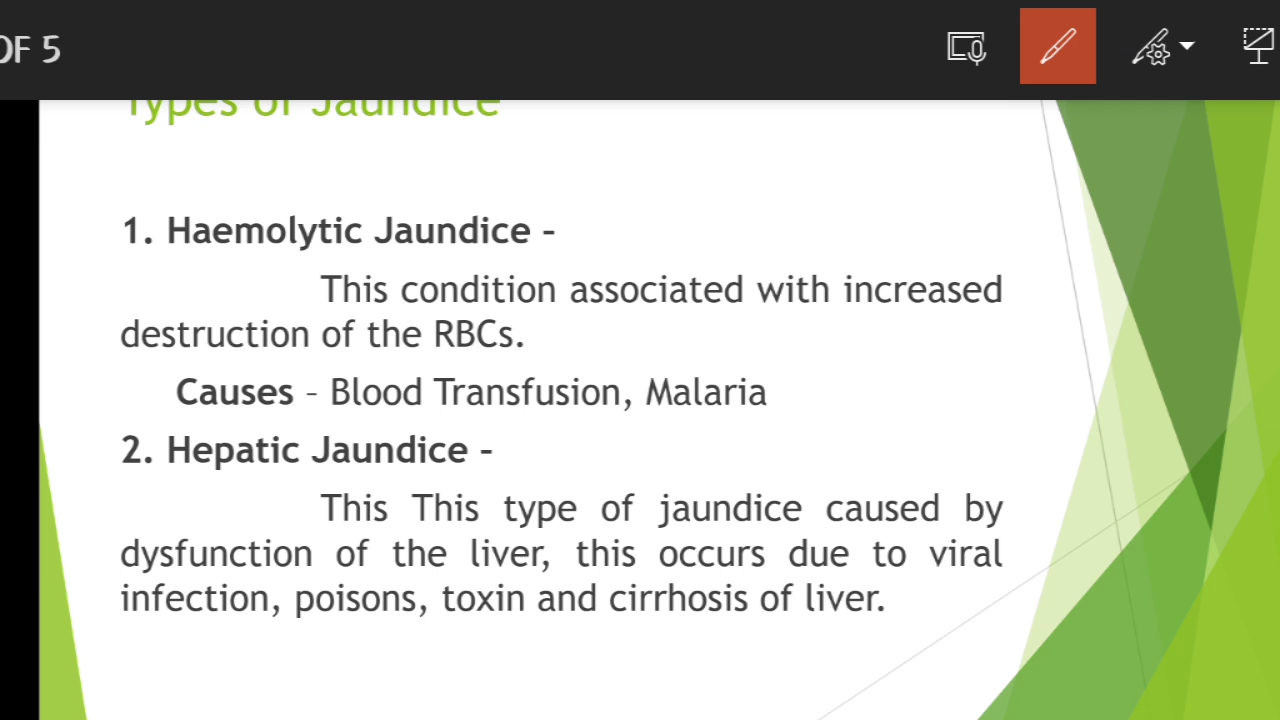 OF 5
Types of Jaundice
1. Haemolytic Jaundice –
This condition associated with increased
destruction of the RBCs.
Causes – Blood Transfusion, Malaria
2. Hepatic Jaundice –
This This type of jaundice caused by
dysfunction of the liver, this occurs due to viral
infection, poisons, toxin and cirrhosis of liver.